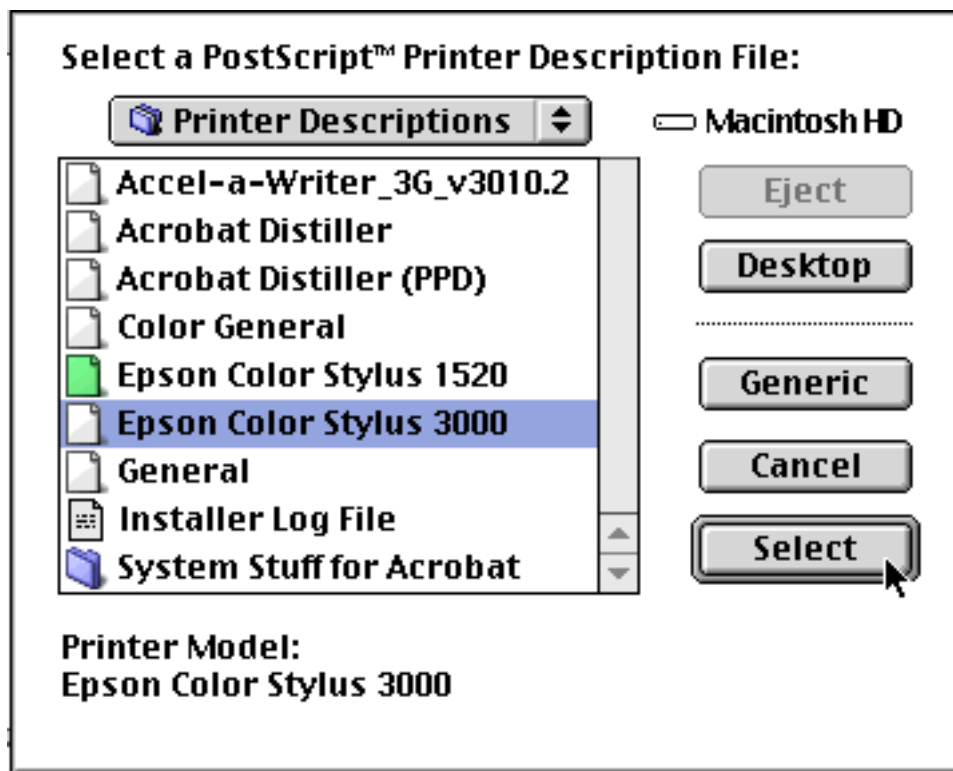 Select a PostScript™ Printer Description File:
Printer Descriptions
Macintosh HD
Accel-a-Writer_3G_v3010.2
Acrobat Distiller
Acrobat Distiller (PPD)
Color General
Epson Color Stylus 1520
Epson Color Stylus 3000
General
Installer Log File
System Stuff for Acrobat
Eject
Desktop
Generic
Cancel
Select
Printer Model:
Epson Color Stylus 3000